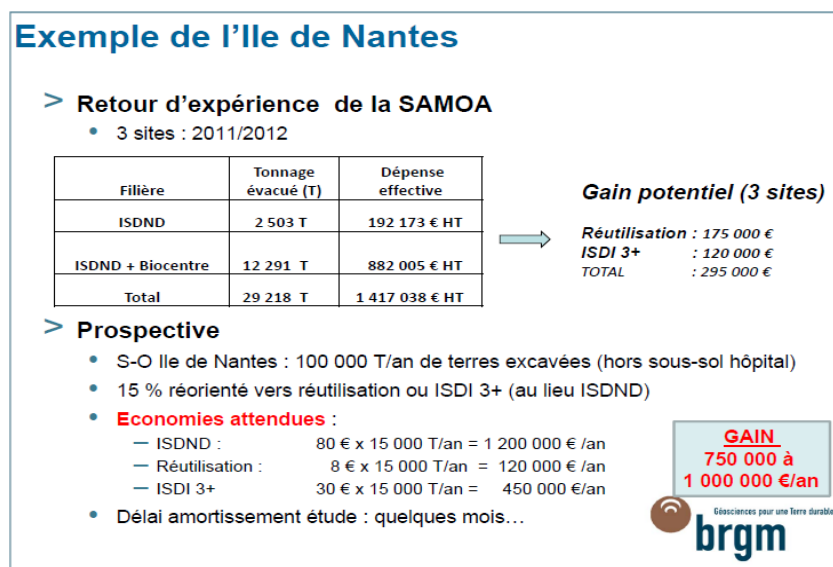 Exemple de l'Ile de Nantes
> Retour d'expérience de la SAMOA
• 3 sites : 2011/2012
Filière Tonnage évacué (T) Dépense effective
ISDND 2 503 T 192 173 € HT
ISDND + Biocentre 12 291 T 882 005 € HT
Total 29 218 T 1 417 038 € HT
Gain potentiel (3 sites)
Réutilisation : 175 000 €
ISDI 3+ : 120 000 €
TOTAL : 295 000 €
> Prospective
• S-O Ile de Nantes : 100 000 T/an de terres excavées (hors sous-sol hôpital)
• 15 % réorienté vers réutilisation ou ISDI 3+ (au lieu ISDND)
• Economies attendues :
— ISDND : 80 € x 15 000 T/an = 1 200 000 € /an
— Réutilisation : 8 € x 15 000 T/an = 120 000 €/an
— ISDI 3+ 30 € x 15 000 T/an = 450 000 €/an
• Délai amortissement étude : quelques mois…
GAIN
750 000 à
1 000 000 €/an
Géosciences pour une Terre durable
brgm